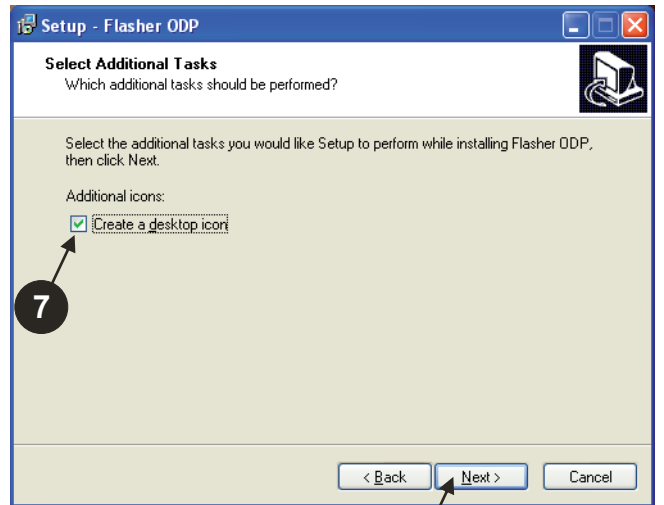 Setup - Flasher ODP
Select Additional Tasks
Which additional tasks should be performed?
Select the additional tasks you would like Setup to perform while installing Flasher ODP,
then click Next.
Additional icons:
Create a desktop icon
7
< Back
Next >
Cancel